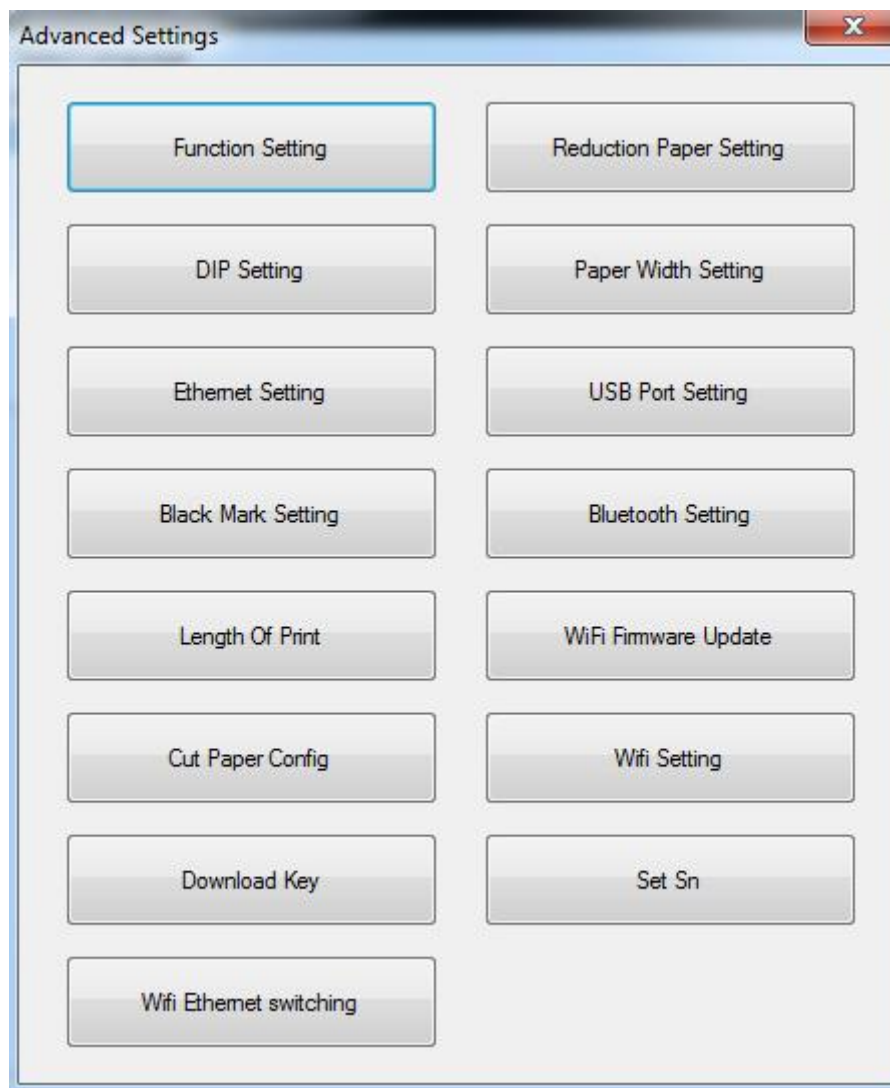 Advanced Settings
Function Setting
Reduction Paper Setting
DIP Setting
Paper Width Setting
Ethernet Setting
USB Port Setting
Black Mark Setting
Bluetooth Setting
Length Of Print
WiFi Firmware Update
Cut Paper Config
Wifi Setting
Download Key
Set Sn
Wifi Ethernet switching